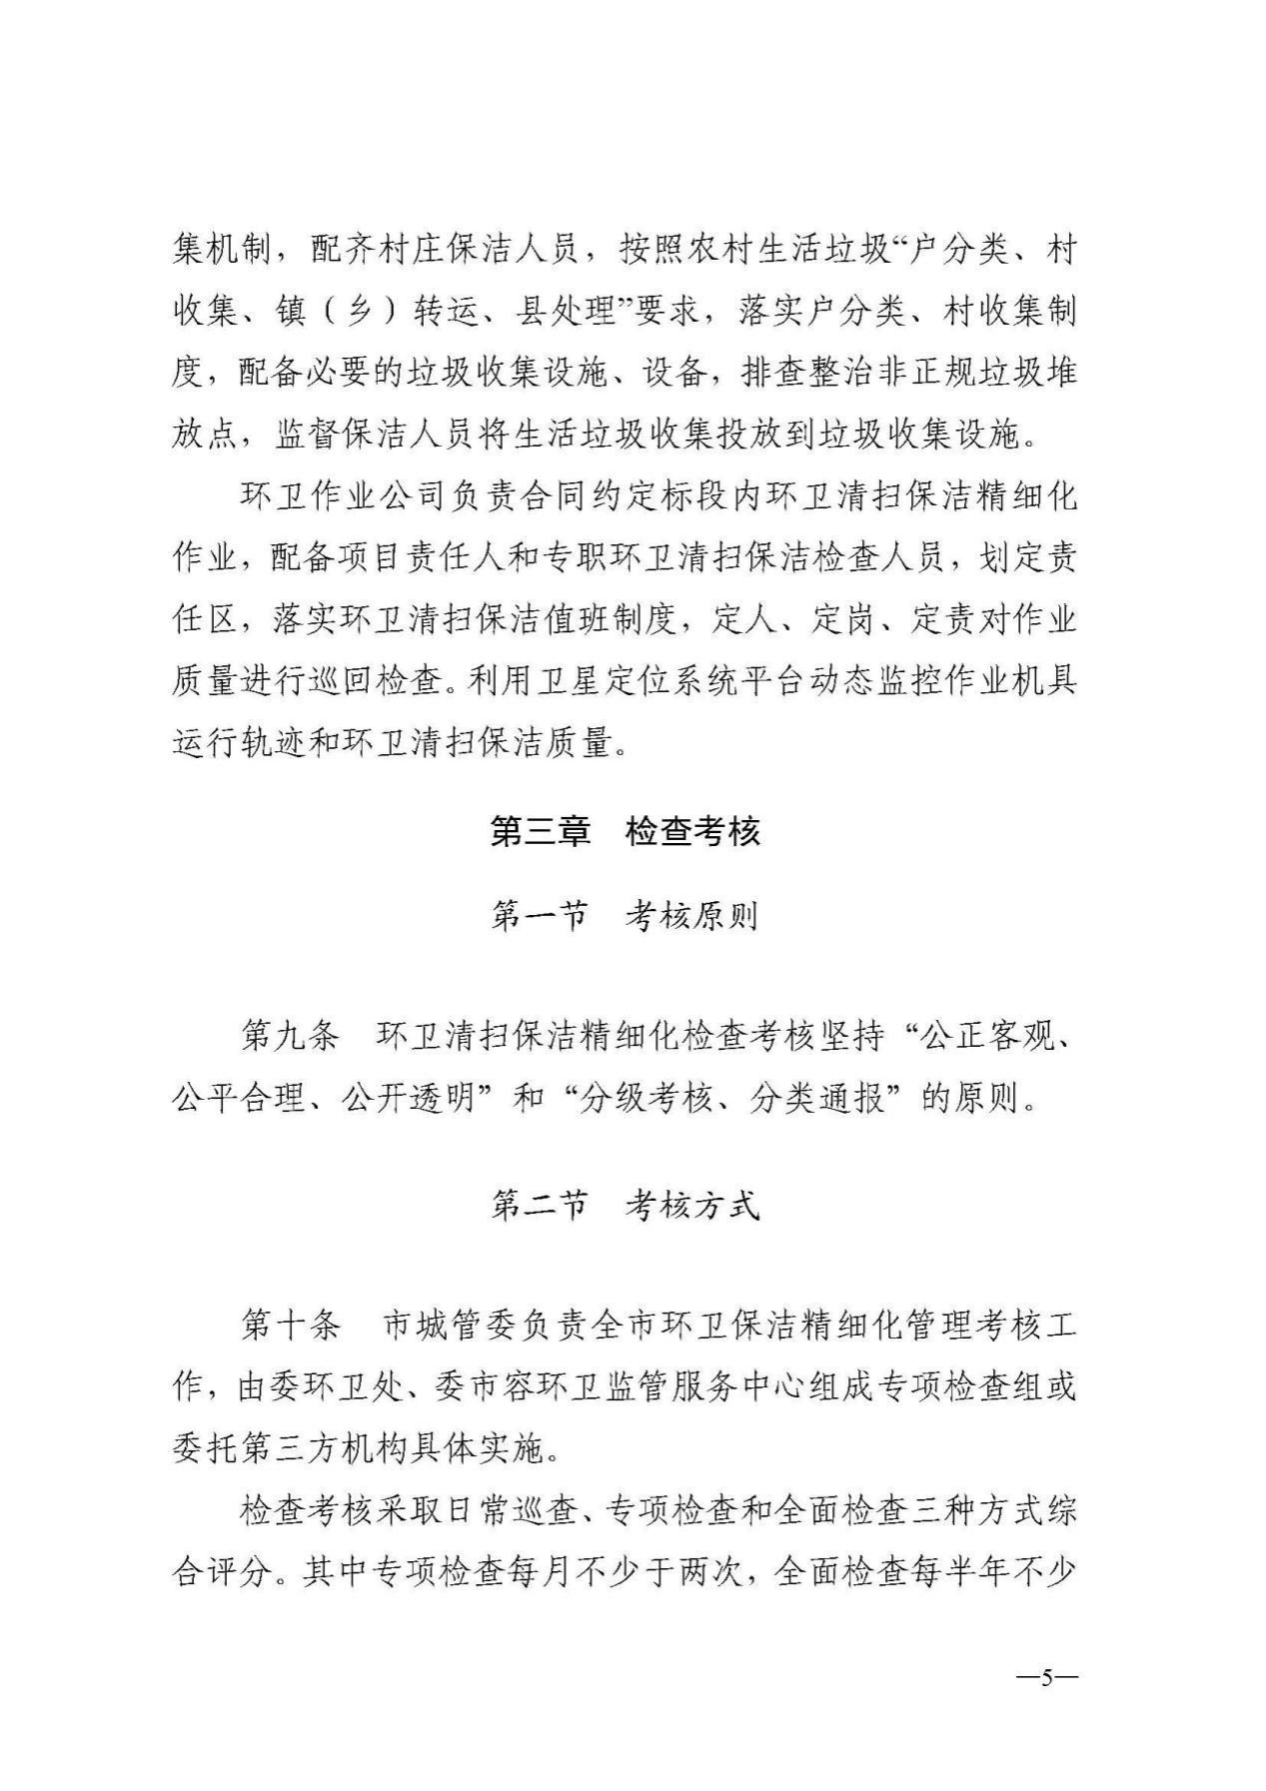 集机制，配齐村庄保洁人员，按照农村生活垃圾“户分类、村
收集、镇（乡）转运、县处理”要求，落实户分类、村收集制
度，配备必要的垃圾收集设施、设备，排查整治非正规垃圾堆
放点，监督保洁人员将生活垃圾收集投放到垃圾收集设施。
环卫作业公司负责合同约定标段内环卫清扫保洁精细化
作业，配备项目责任人和专职环卫清扫保洁检查人员，划定责
任区，落实环卫清扫保洁值班制度，定人、定岗、定责对作业
质量进行巡回检查。利用卫星定位系统平台动态监控作业机具
运行轨迹和环卫清扫保洁质量。
第三章　检查考核
第一节　考核原则
第九条　环卫清扫保洁精细化检查考核坚持“公正客观、
公平合理、公开透明”和“分级考核、分类通报”的原则。
第二节　考核方式
第十条　市城管委负责全市环卫保洁精细化管理考核工
作，由委环卫处、委市容环卫监管服务中心组成专项检查组或
委托第三方机构具体实施。
检查考核采取日常巡查、专项检查和全面检查三种方式综
合评分。其中专项检查每月不少于两次，全面检查每半年不少
—5—